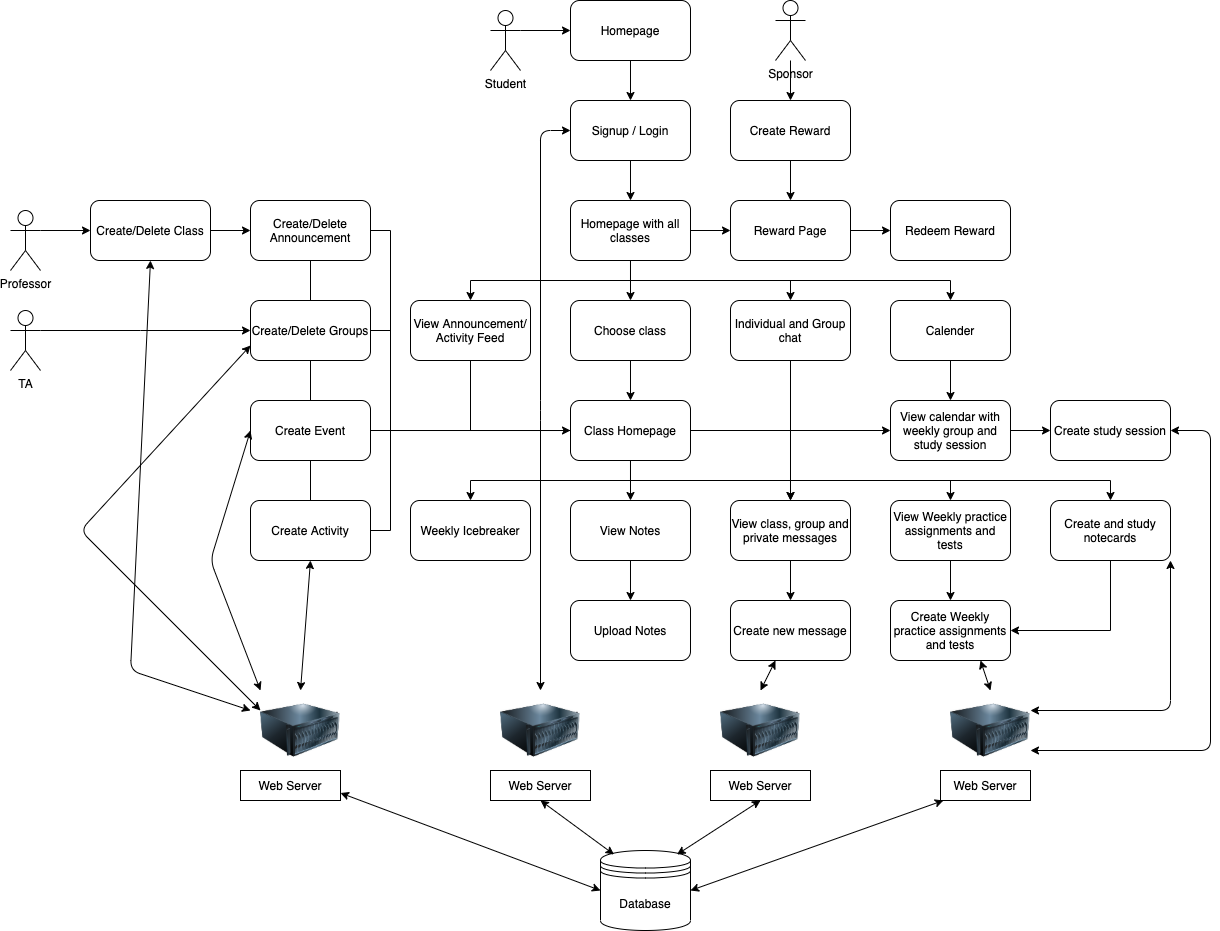 Homepage
Student
Sponsor
Signup / Login
Create Reward
Create/Delete Class
Create/Delete
Announcement
Homepage with all
classes
Reward Page
Redeem Reward
Professor
Create/Delete Groups
View Announcement/
Activity Feed
Choose class
Individual and Group
chat
Calender
TA
Create Event
Class Homepage
View calendar with
weekly group and
study session
Create study session
Create Activity
Weekly Icebreaker
View Notes
View class, group and
private messages
View Weekly practice
assignments and
tests
Create and study
notecards
Upload Notes
Create new message
Create Weekly
practice assignments
and tests
Web Server
Web Server
Web Server
Web Server
Database